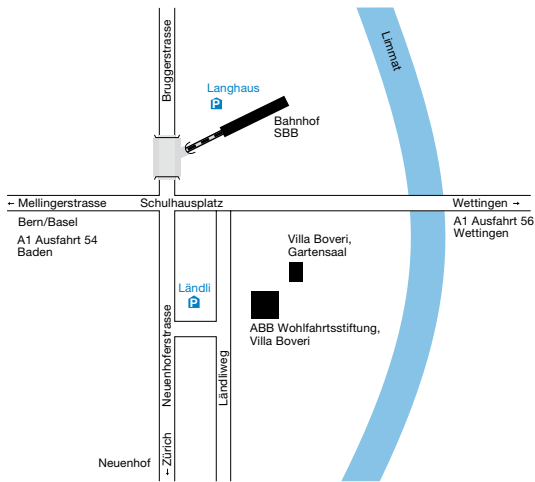 Bruggerstrasse
Limmat
Langhaus
P
Bahnhof
SBB
← Mellingerstrasse
Schulhausplatz
Wettingen →
Bern/Basel
A1 Ausfahrt 54
Baden
A1 Ausfahrt 56
Wettingen
Villa Boveri,
Gartensaal
Ländli
P
ABB Wohlfahrtsstiftung,
Villa Boveri
Neuenhoferstrasse
Ländliweg
Neuenhof
← Zürich